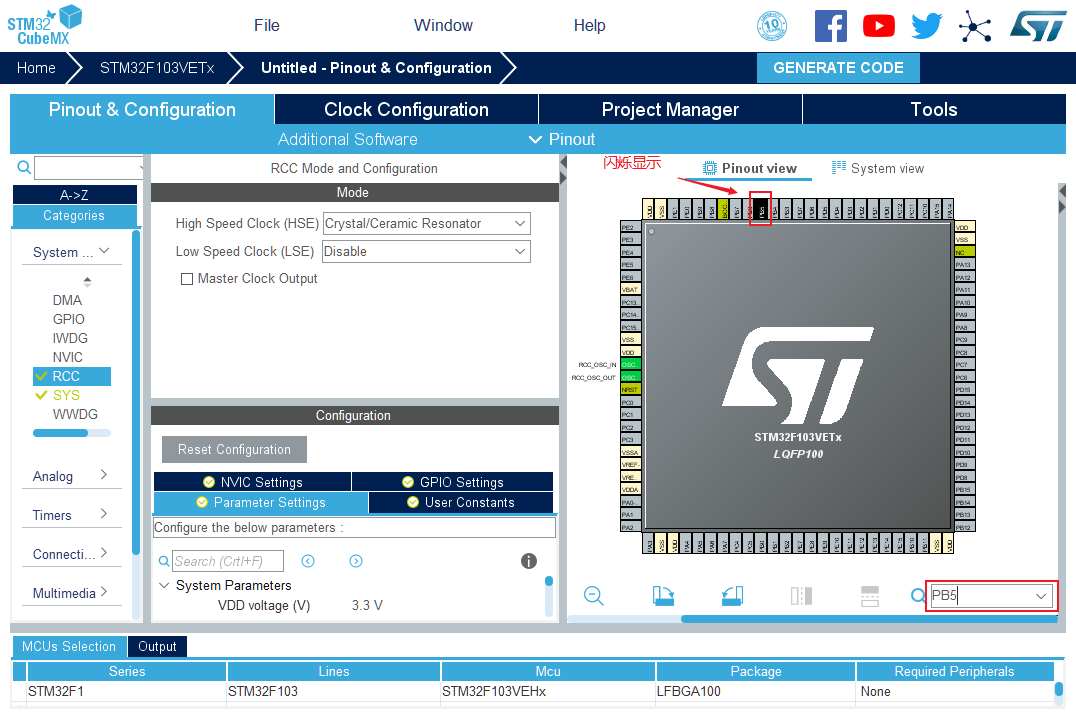 STM32
CubeMX
File
Window
Help
10
ST
Home
STM32F103VETx
Untitled - Pinout & Configuration
GENERATE CODE
Pinout & Configuration
Clock Configuration
Project Manager
Tools
Additional Software
Pinout
A->Z
Categories
System ...
DMA
GPIO
IWDG
NVIC
RCC
SYS
WWDG
Analog
Timers
Connecti...
Multimedia
RCC Mode and Configuration
Mode
High Speed Clock (HSE) Crystal/Ceramic Resonator
Low Speed Clock (LSE) Disable
Master Clock Output
Configuration
Reset Configuration
NVIC Settings
GPIO Settings
Parameter Settings
User Constants
Configure the below parameters :
Search (Crtl+F)
System Parameters
VDD voltage (V) 3.3 V
闪烁显示
Pinout view
System view
PE2
PE3
PE4
PE5
PE6
VBAT
PC13..
PC14..
PC15..
VSS
VDD
RCC_OSC_IN OSC..
RCC_OSC_OUT OSC..
NRST
PC0
PC1
PC2
PC3
VSSA
VREF-
VRE..
VDDA
PA0-..
PA1
PA2
VDD
VSS
NC
PA13
PA12
PA11
PA10
PA9
PA8
PC9
PC8
PC7
PC6
PD15
PD14
PD13
PD12
PD11
PD10
PD9
PD8
PB15
PB14
PB13
PB12
ST
STM32F103VETx
LQFP100
PB5
MCUs Selection
Output
Series
Lines
Mcu
Package
Required Peripherals
STM32F1
STM32F103
STM32F103VEHx
LFBGA100
None